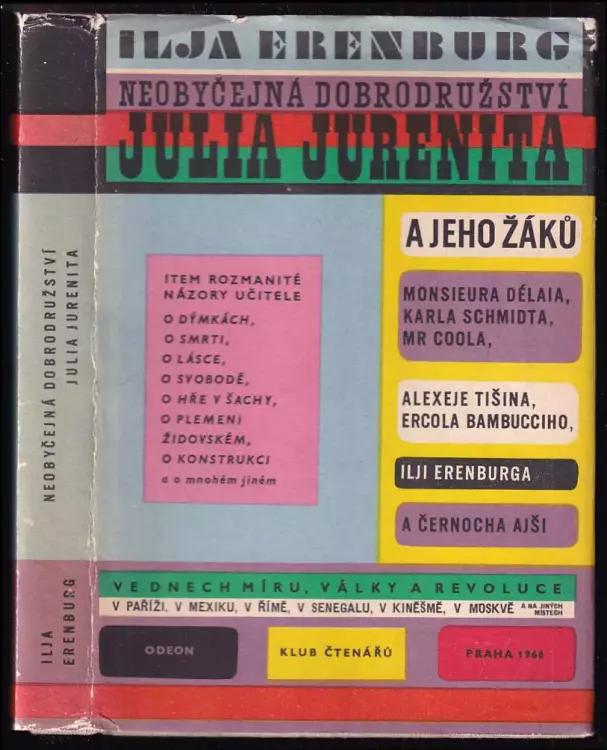 ILJA ERENBURG
NEOBYČEJNÁ DOBRODRUŽSTVÍ
JULIA JURENITA
A JEHO ŽÁKŮ
MONSIEURA DÉLAIA,
KARLA SCHMIDTA,
MR COOLA,
ALEXEJE TIŠINA,
ERCOLA BAMBUCCIHO,
ILJI ERENBURGA
A ČERNOCHA AJŠI
ITEM ROZMANITÉ
NÁZORY UČITELE
O DÝMKÁCH,
O SMRTI,
O LÁSCE,
O SVOBODĚ,
O HŘE V ŠACHY,
O PLEMENI
ŽIDOVSKÉM,
O KONSTRUKCI
a o mnohém jiném
VE DNECH MÍRU, VÁLKY A REVOLUCE
V PAŘÍŽI, V MEXIKU, V ŘÍMĚ, V SENEGALU, V KINĚŠMĚ, V MOSKVĚ A NA JINÝCH
MÍSTECH
ODEON
KLUB ČTENÁŘŮ
PRAHA 1966
NEOBYČEJNÁ DOBRODRUŽSTVÍ
JULIA JURENITA
ILJA
ERENBURG